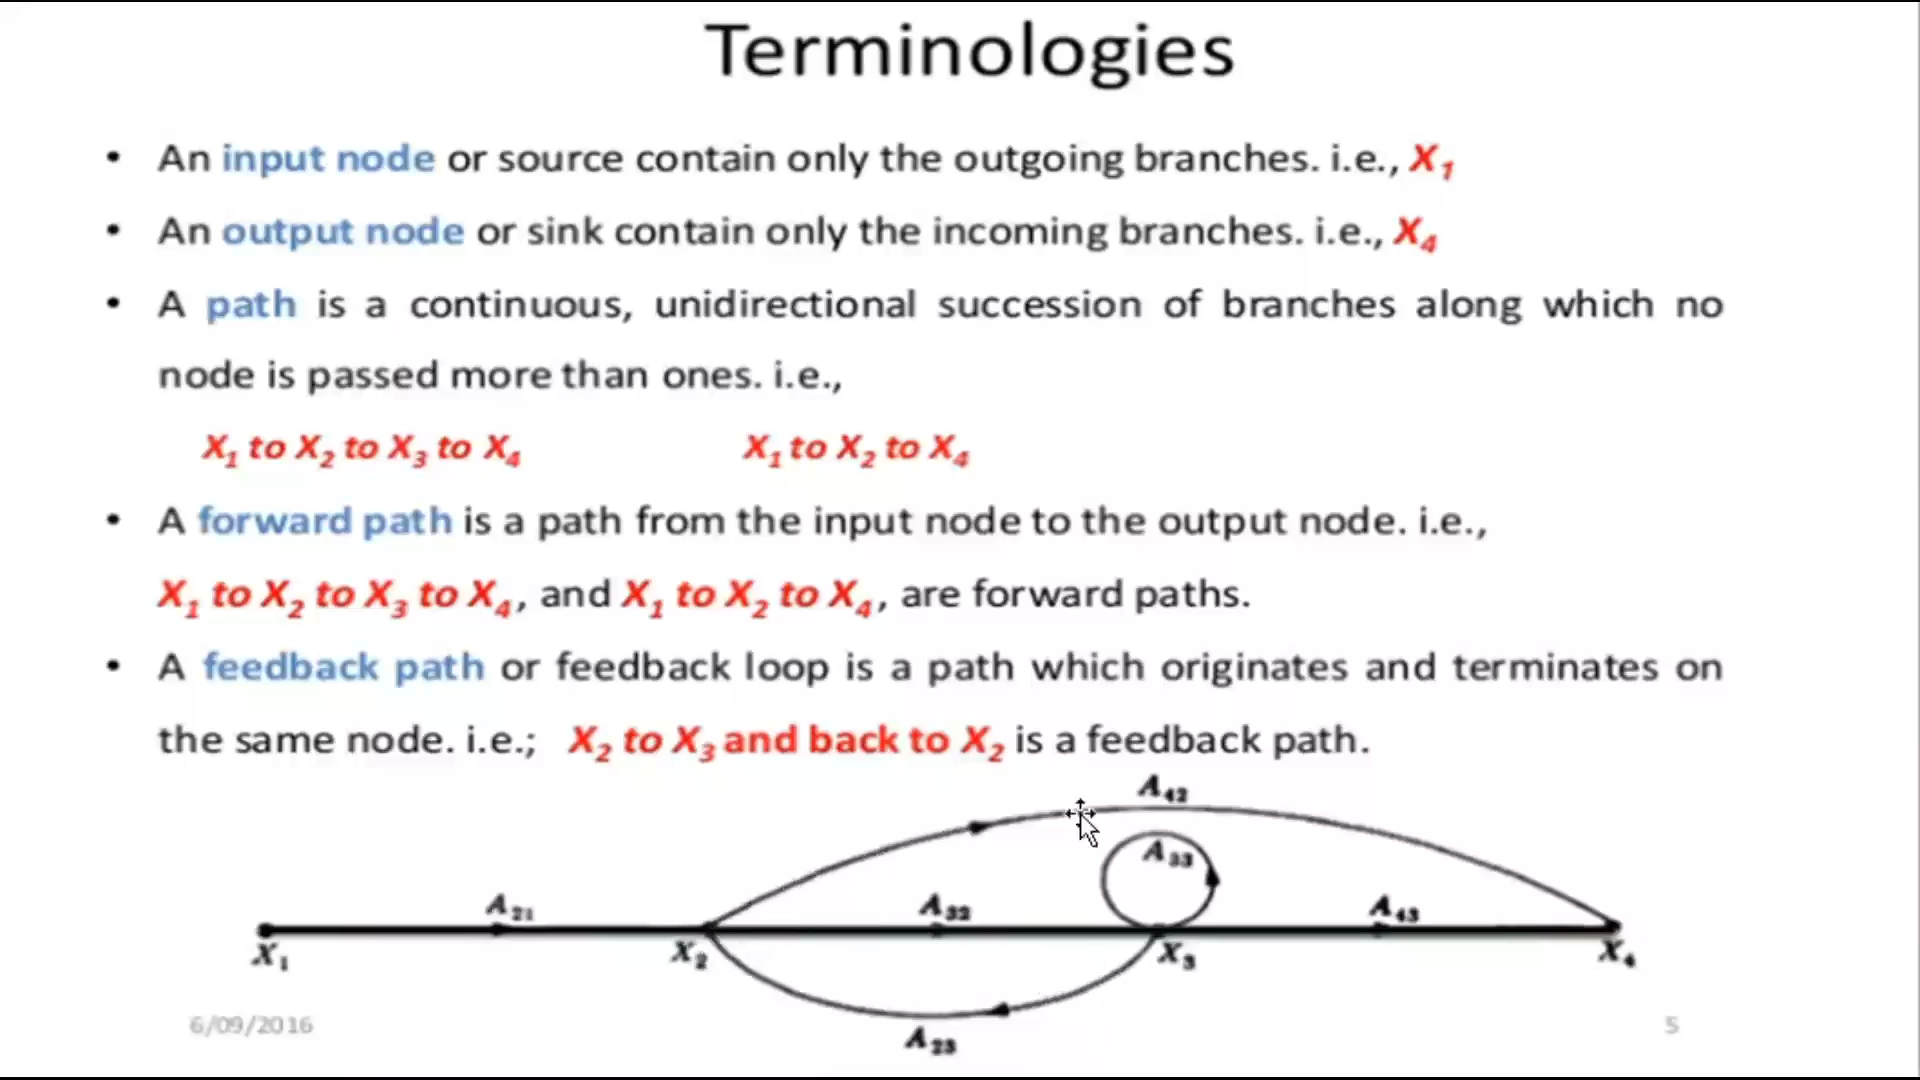 Terminologies
• An input node or source contain only the outgoing branches. i.e., X1
• An output node or sink contain only the incoming branches. i.e., X4
• A path is a continuous, unidirectional succession of branches along which no
node is passed more than ones. i.e.,
X1 to X2 to X3 to X4 X1 to X2 to X4
• A forward path is a path from the input node to the output node. i.e.,
X1 to X2 to X3 to X4, and X1 to X2 to X4, are forward paths.
• A feedback path or feedback loop is a path which originates and terminates on
the same node. i.e.; X2 to X3 and back to X2 is a feedback path.
A42
A33
A21 A32 A43
X1 X2 X3 X4
6/09/2016 5
A23